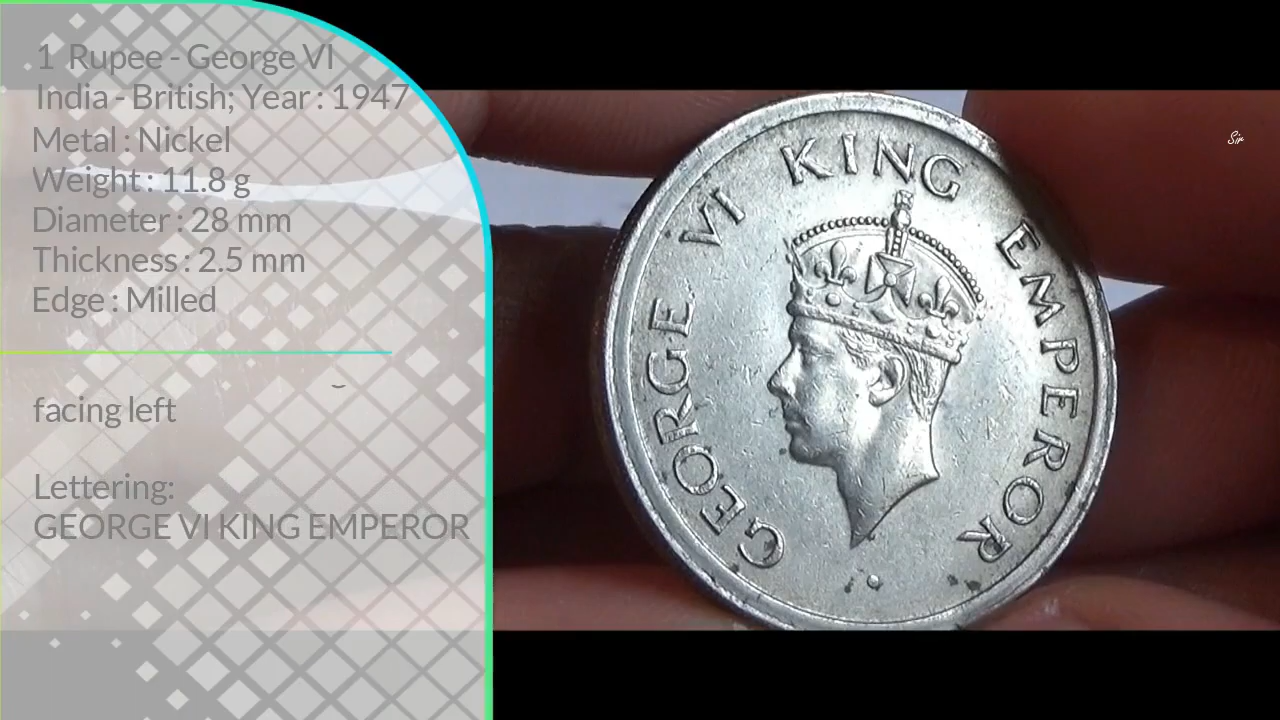 1 Rupee - George VI
India - British; Year : 1947
Metal : Nickel
Weight : 11.8 g
Diameter : 28 mm
Thickness : 2.5 mm
Edge : Milled
facing left
Lettering:
GEORGE VI KING EMPEROR
GEORGE VI KING EMPEROR
Sir